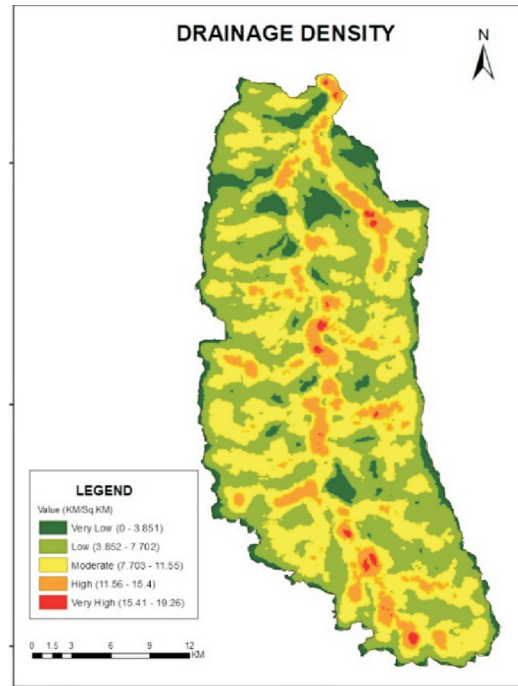 DRAINAGE DENSITY
N
LEGEND
Value (KM/Sq.KM)
Very Low (0 - 3.851)
Low (3.852 - 7.702)
Moderate (7.703 - 11.55)
High (11.56 - 15.4)
Very High (15.41 - 19.26)
0 1.5 3 6 9 12
KM